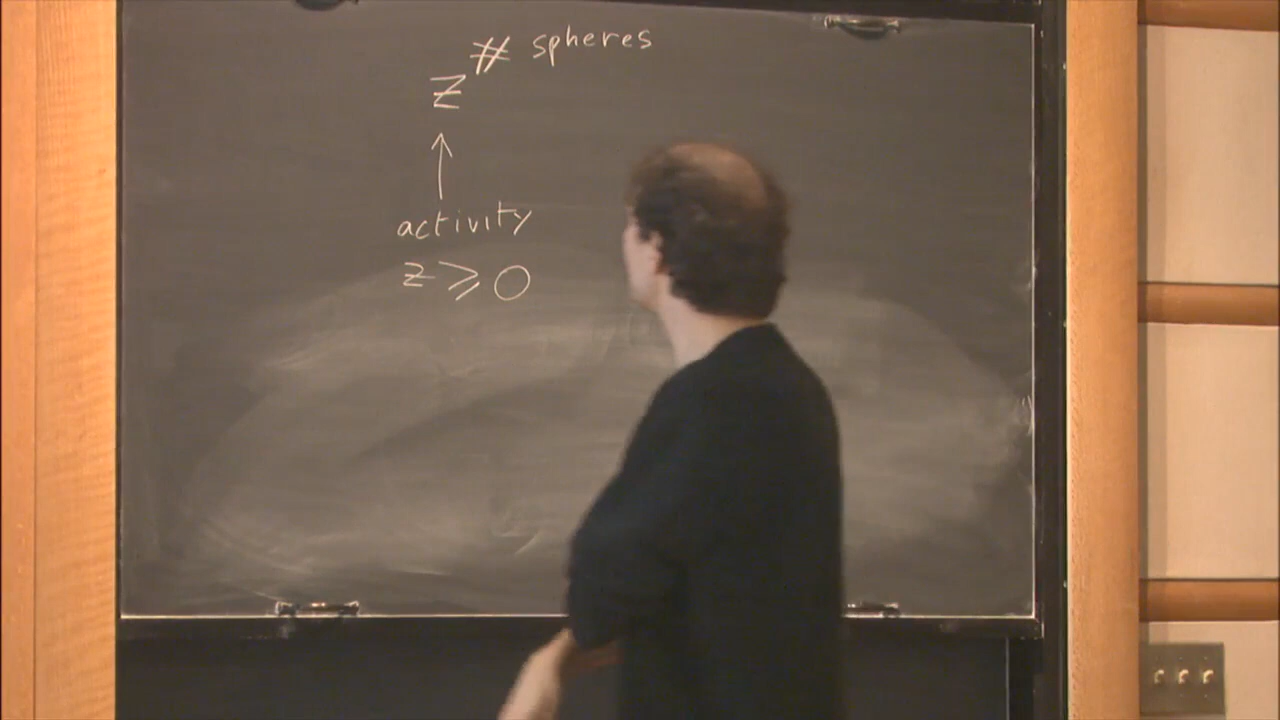 z # spheres
activity
z ⩾ 0